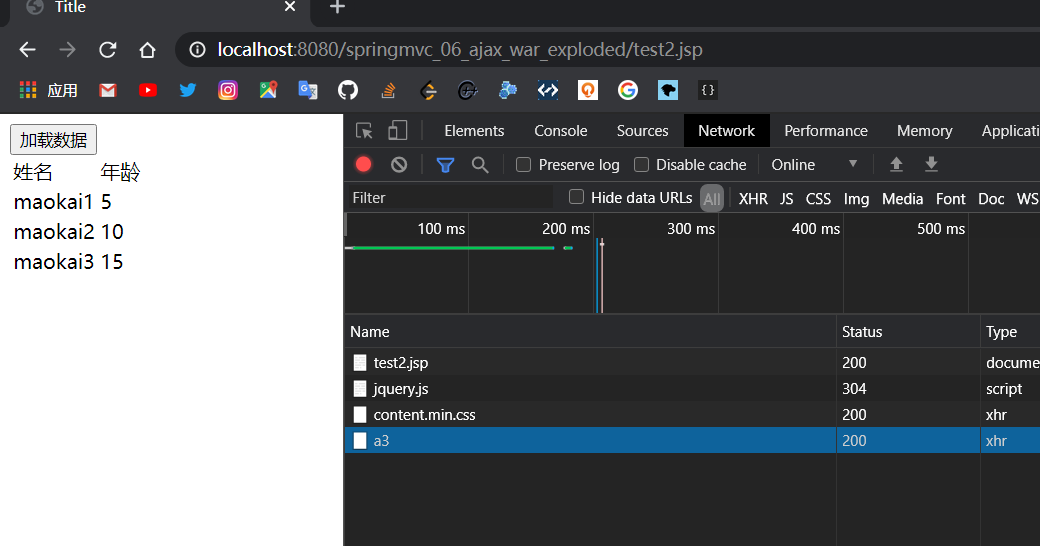 Title
localhost:8080/springmvc_06_ajax_war_exploded/test2.jsp
应用
加载数据
姓名 年龄
maokai1 5
maokai2 10
maokai3 15
Elements Console Sources Network Performance Memory Applicati
Preserve log Disable cache Online
Filter Hide data URLs All XHR JS CSS Img Media Font Doc WS
100 ms 200 ms 300 ms 400 ms 500 ms
Name Status Type
test2.jsp 200 docume
jquery.js 304 script
content.min.css 200 xhr
a3 200 xhr